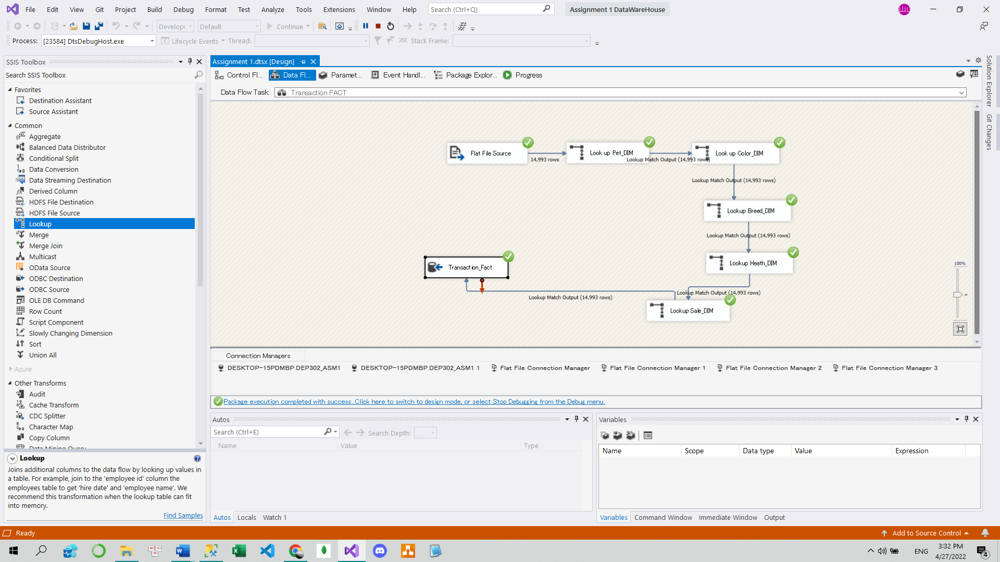 File Edit View Git Project Build Debug Format Test Analyze Tools Extensions Window Help Search (Ctrl+Q) Assignment 1 DataWareHouse
Developr Default Continue
Process: [23584] DtsDebugHost.exe Lifecycle Events Thread: Stack Frame:
SSIS Toolbox
Search SSIS Toolbox
Favorites
Destination Assistant
Source Assistant
Common
Aggregate
Balanced Data Distributor
Conditional Split
Data Conversion
Data Streaming Destination
Derived Column
HDFS File Destination
HDFS File Source
Lookup
Merge
Merge Join
Multicast
OData Source
ODBC Destination
ODBC Source
OLE DB Command
Row Count
Script Component
Slowly Changing Dimension
Sort
Union All
Azure
Other Transforms
Audit
Cache Transform
CDC Splitter
Character Map
Copy Column
Data Mining Query
Lookup
Joins additional columns to the data flow by looking up values in
a table. For example, join to the 'employee id' column the
employees table to get 'hire date' and 'employee name'. We
recommend this transformation when the lookup table can fit
into memory.
Find Samples
Assignment 1.dtsx [Design]
Control Fl... Data Fl... Paramet... Event Handl... Package Explor... Progress
Data Flow Task: Transaction FACT
Flat File Source
14,993 rows
Look up Pet_DIM
Lookup Match Output (14,993 rows)
Look up Color_DIM
Lookup Match Output (14,993 rows)
Lookup Breed_DIM
Lookup Match Output (14,993 rows)
Lookup Heath_DIM
Lookup Match Output (14,993 rows)
Lookup Sale_DIM
Lookup Match Output (14,993 rows)
Transaction_Fact
100%
Connection Managers
DESKTOP-15PDMBP.DEP302_ASM1 DESKTOP-15PDMBP.DEP302_ASM1 1 Flat File Connection Manager Flat File Connection Manager 1 Flat File Connection Manager 2 Flat File Connection Manager 3
Package execution completed with success. Click here to switch to design mode, or select Stop Debugging from the Debug menu.
Autos
Search (Ctrl+E) Search Depth:
Name Value Type
Autos Locals Watch 1
Variables
Name Scope Data type Value Expression
Variables Command Window Immediate Window Output
Solution Explorer
Git Changes
Ready Add to Source Control
ENG
3:32 PM
4/27/2022
4